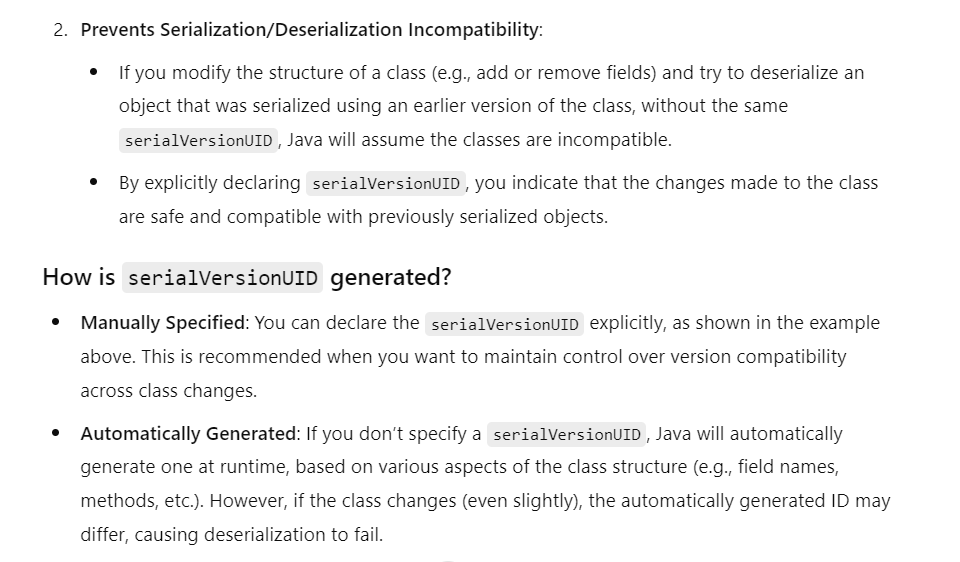 2. Prevents Serialization/Deserialization Incompatibility:
• If you modify the structure of a class (e.g., add or remove fields) and try to deserialize an
object that was serialized using an earlier version of the class, without the same
serialVersionUID, Java will assume the classes are incompatible.
• By explicitly declaring serialVersionUID, you indicate that the changes made to the class
are safe and compatible with previously serialized objects.
How is serialVersionUID generated?
• Manually Specified: You can declare the serialVersionUID explicitly, as shown in the example
above. This is recommended when you want to maintain control over version compatibility
across class changes.
• Automatically Generated: If you don't specify a serialVersionUID, Java will automatically
generate one at runtime, based on various aspects of the class structure (e.g., field names,
methods, etc.). However, if the class changes (even slightly), the automatically generated ID may
differ, causing deserialization to fail.